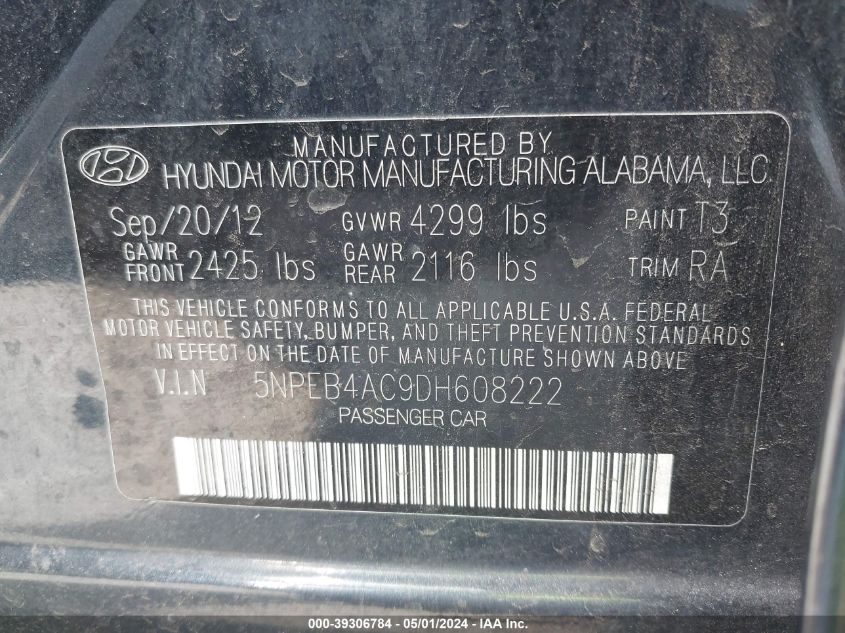 MANUFACTURED BY
HYUNDAI MOTOR MANUFACTURING ALABAMA, LLC
Sep/20/12 GVWR 4299 lbs PAINT T3
GAWR FRONT 2425 lbs GAWR REAR 2116 lbs TRIM RA
THIS VEHICLE CONFORMS TO ALL APPLICABLE U.S.A. FEDERAL
MOTOR VEHICLE SAFETY, BUMPER, AND THEFT PREVENTION STANDARDS
IN EFFECT ON THE DATE OF MANUFACTURE SHOWN ABOVE
V.I.N 5NPEB4AC9DH608222
PASSENGER CAR
000-39306784 - 05/01/2024 - IAA Inc.